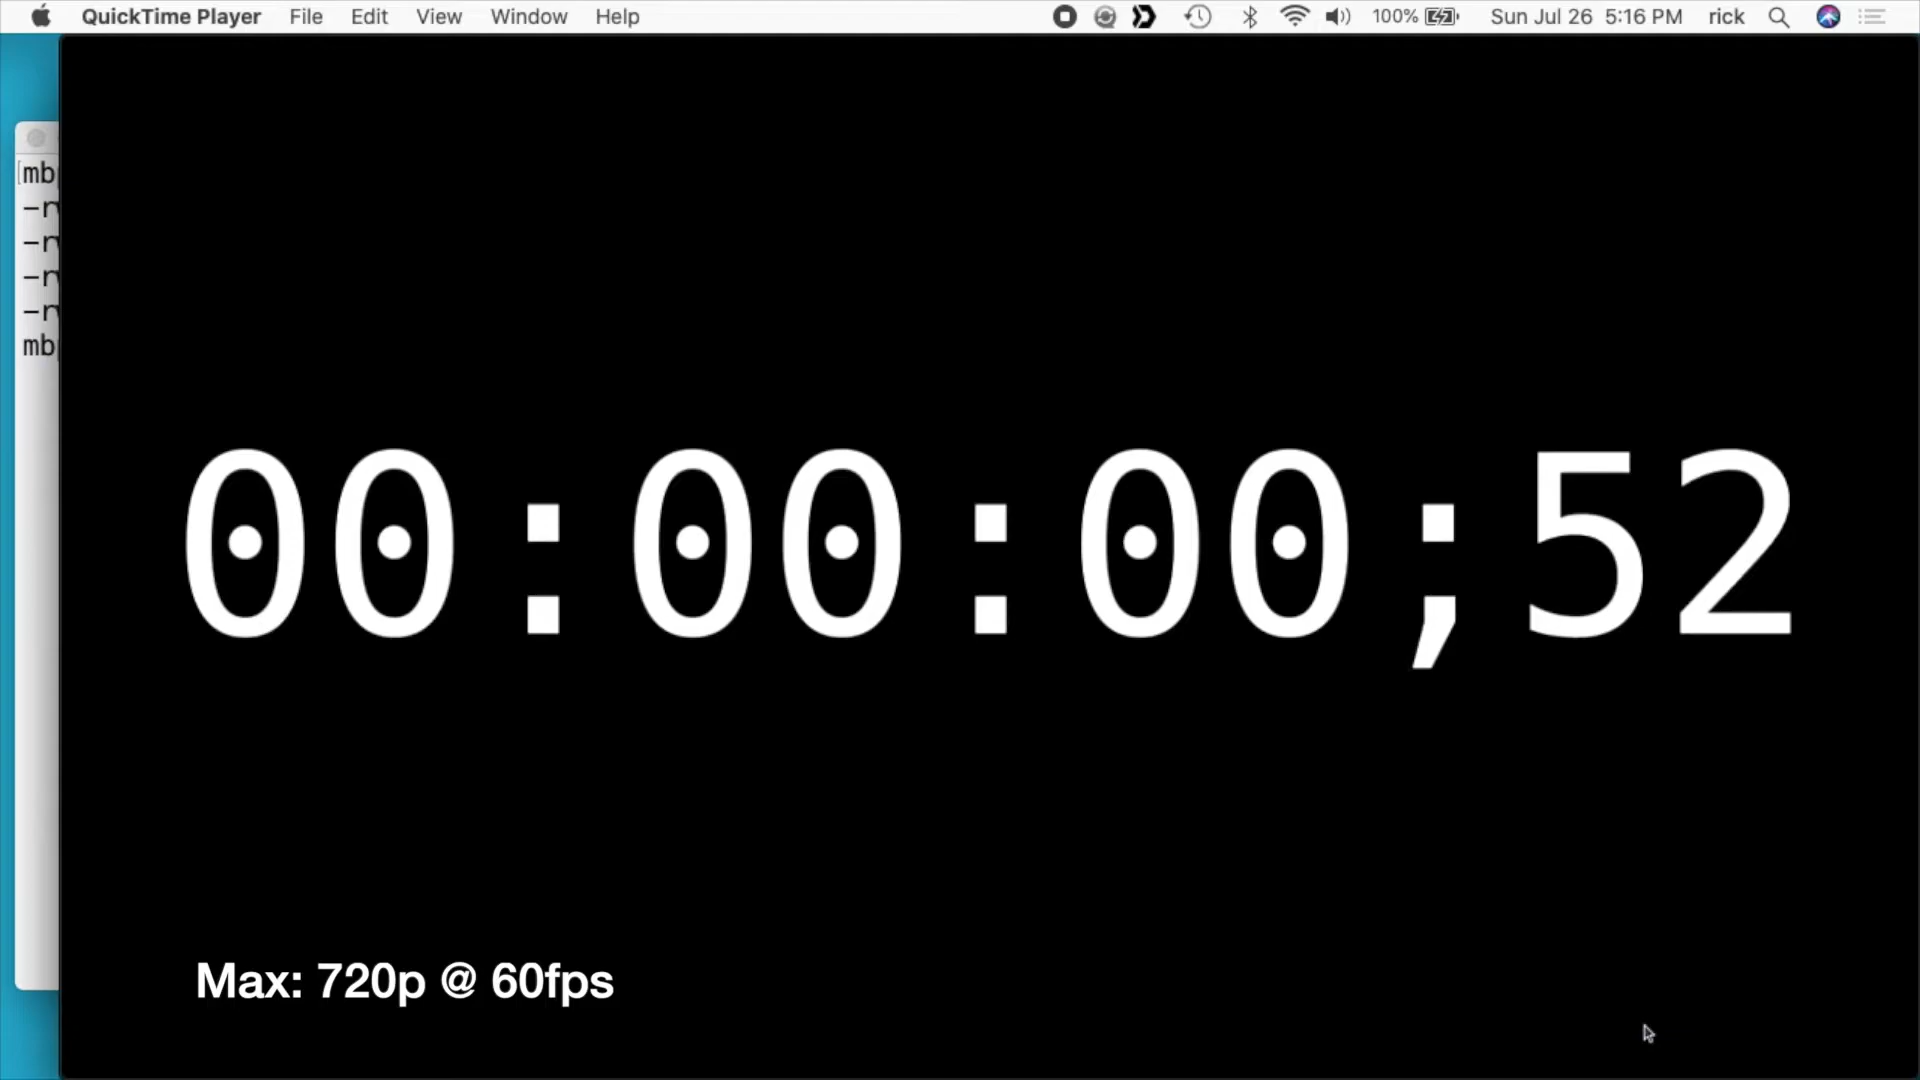 QuickTime Player File Edit View Window Help 100% Sun Jul 26 5:16 PM rick
mb
-r
-r
-r
-r
mb
00:00:00;52
Max: 720p @ 60fps